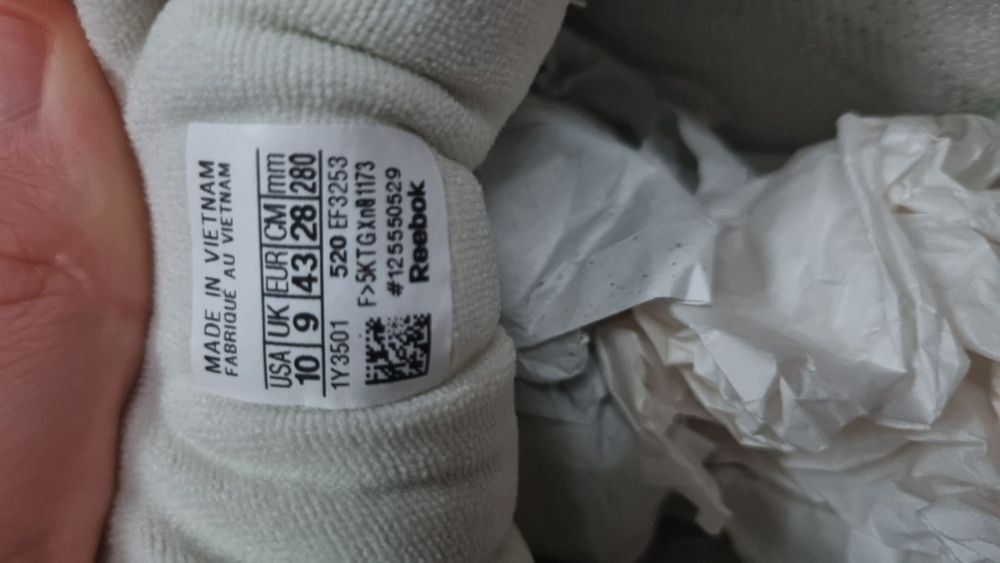 MADE IN VIETNAM
FABRIQUÉ AU VIETNAM
USA UK EUR CM mm
10 9 43 28 280
1Y3501 520 EF3253
F>5KTGXn01173
#125550529
Reebok